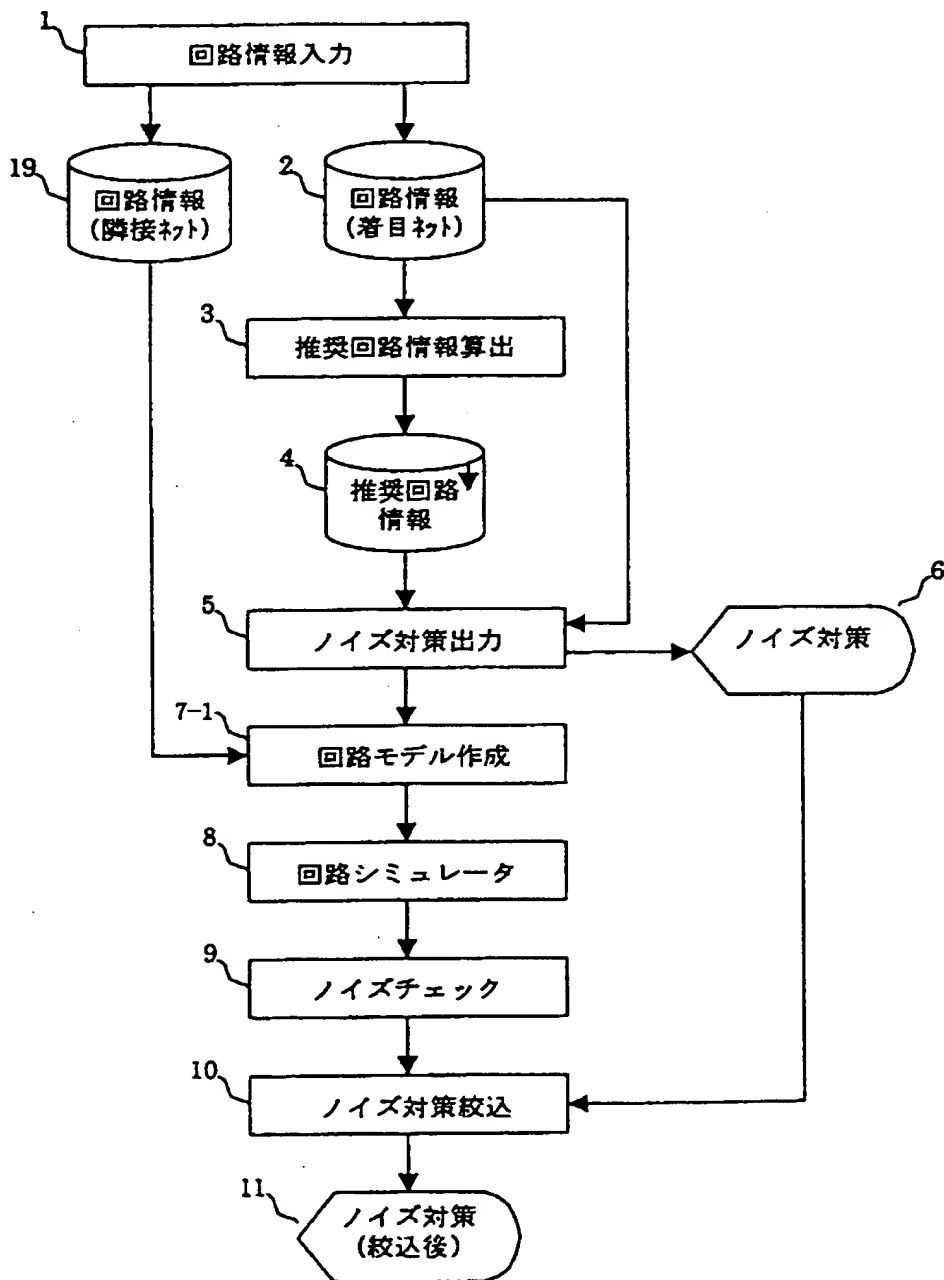 1
回路情報入力
19
回路情報
(隣接ネット)
2
回路情報
(着目ネット)
3
推奨回路情報算出
4
推奨回路
情報
5
ノイズ対策出力
6
ノイズ対策
7-1
回路モデル作成
8
回路シミュレータ
9
ノイズチェック
10
ノイズ対策絞込
11
ノイズ対策
(絞込後)